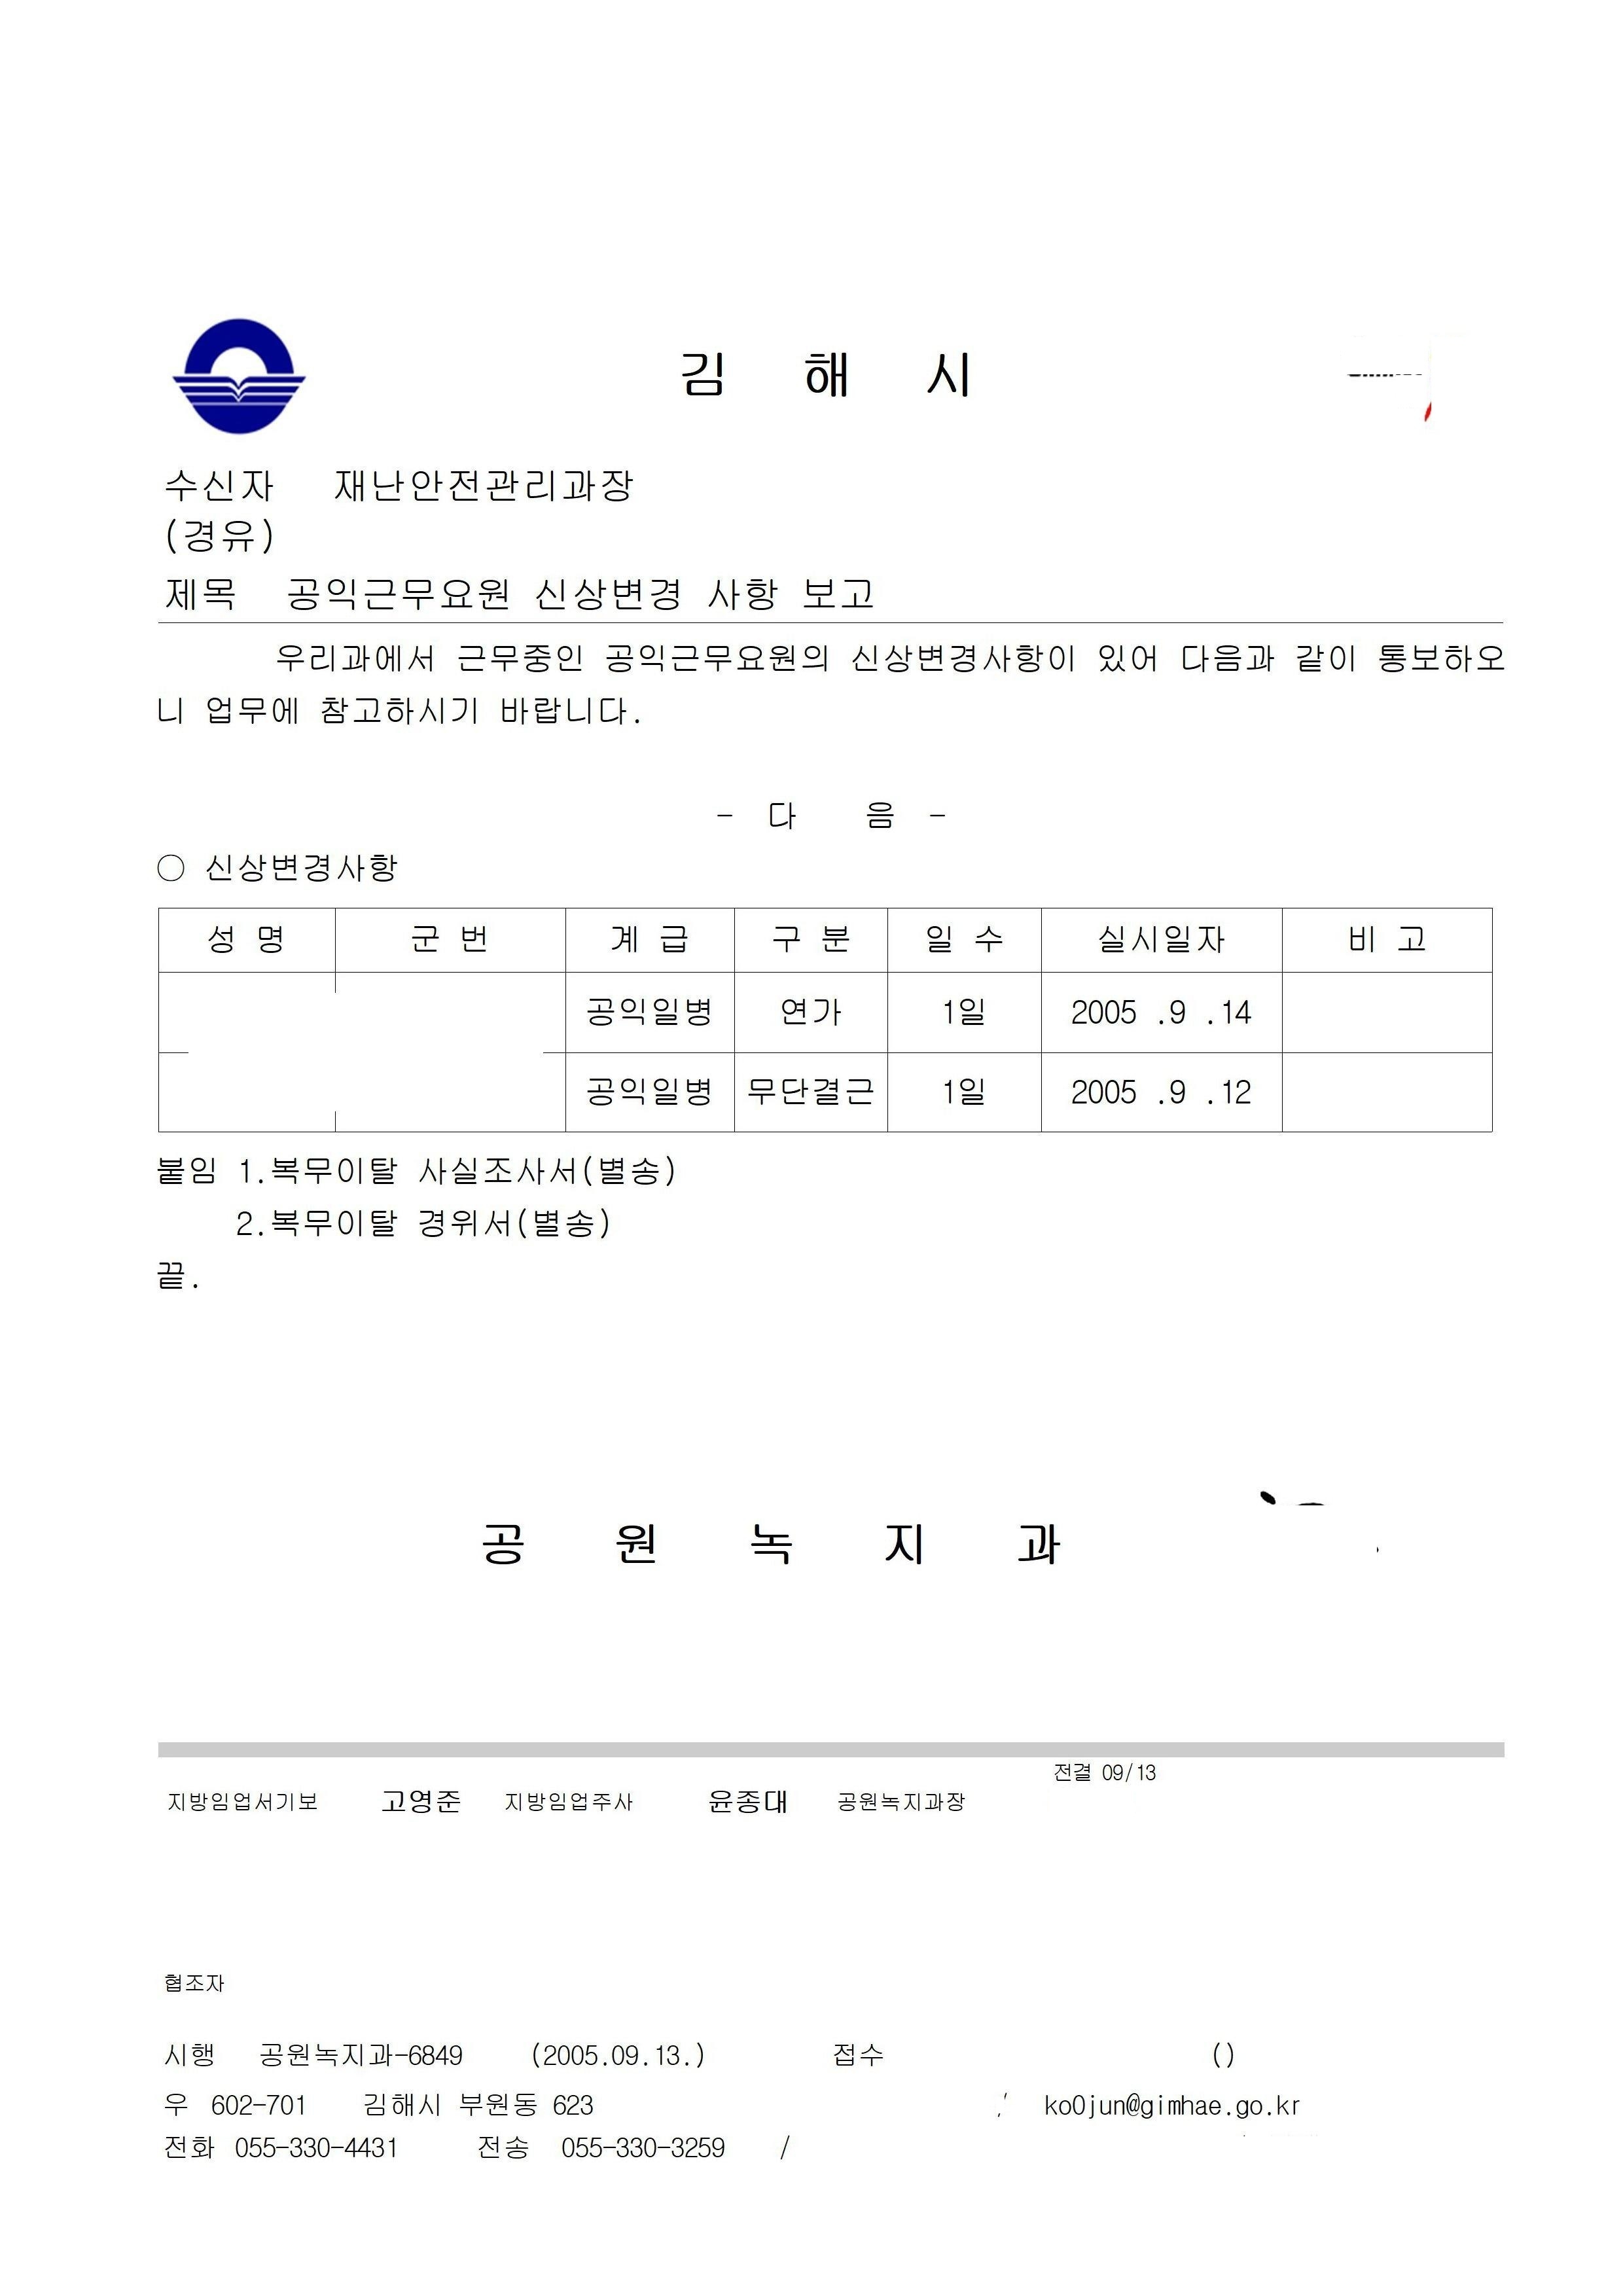 김 해 시
수신자 재난안전관리과장
(경유)
제목 공익근무요원 신상변경 사항 보고
우리과에서 근무중인 공익근무요원의 신상변경사항이 있어 다음과 같이 통보하오
니 업무에 참고하시기 바랍니다.
- 다 음 -
○ 신상변경사항
성 명 군 번 계 급 구 분 일 수 실시일자 비 고
공익일병 연가 1일 2005 .9 .14
공익일병 무단결근 1일 2005 .9 .12
붙임 1.복무이탈 사실조사서(별송)
2.복무이탈 경위서(별송)
끝.
공 원 녹 지 과
전결 09/13
지방임업서기보 고영준 지방임업주사 윤종대 공원녹지과장
협조자
시행 공원녹지과-6849 (2005.09.13.) 접수 ()
우 602-701 김해시 부원동 623 ko0jun@gimhae.go.kr
전화 055-330-4431 전송 055-330-3259 /